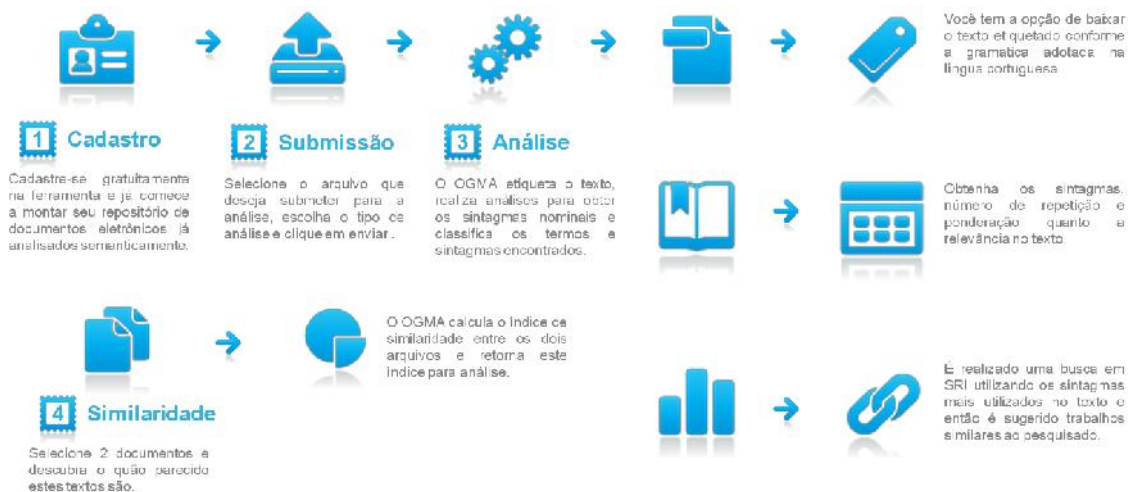 Você tem a opção de baixar
o texto etiquetado conforme
a gramatica adotada na
língua portuguesa.
1 Cadastro
Cadastre-se gratuitamente
na ferramenta e já comece
a montar seu repositório de
documentos eletrônicos já
analisados semanticamente.
2 Submissão
Selecione o arquivo que
deseja submeter para a
análise, escolha o tipo de
análise e clique em enviar.
3 Análise
O OGMA etiqueta o texto,
realiza análises para obter
os sintagmas nominais e
classifica os termos e
sintagmas encontrados.
Obtenha os sintagmas,
número de repetição e
ponderação quanto a
relevância no texto.
O OGMA calcula o índice de
similaridade entre os dois
arquivos e retorna este
índice para análise.
4 Similaridade
Selecione 2 documentos e
descubra o quão parecido
estes textos são.
É realizado uma busca em
SRI utilizando os sintagmas
mais utilizados no texto e
então é sugerido trabalhos
similares ao pesquisado.